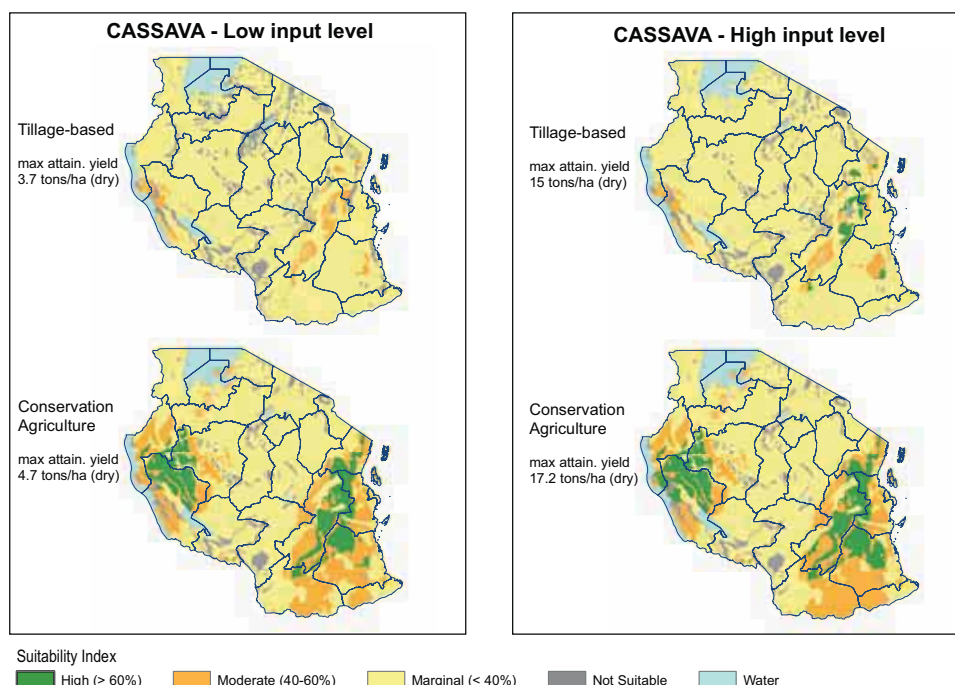 CASSAVA - Low input level
Tillage-based
max attain. yield
3.7 tons/ha (dry)
Conservation
Agriculture
max attain. yield
4.7 tons/ha (dry)
CASSAVA - High input level
Tillage-based
max attain. yield
15 tons/ha (dry)
Conservation
Agriculture
max attain. yield
17.2 tons/ha (dry)
Suitability Index
High (> 60%) Moderate (40-60%) Marginal (< 40%) Not Suitable Water